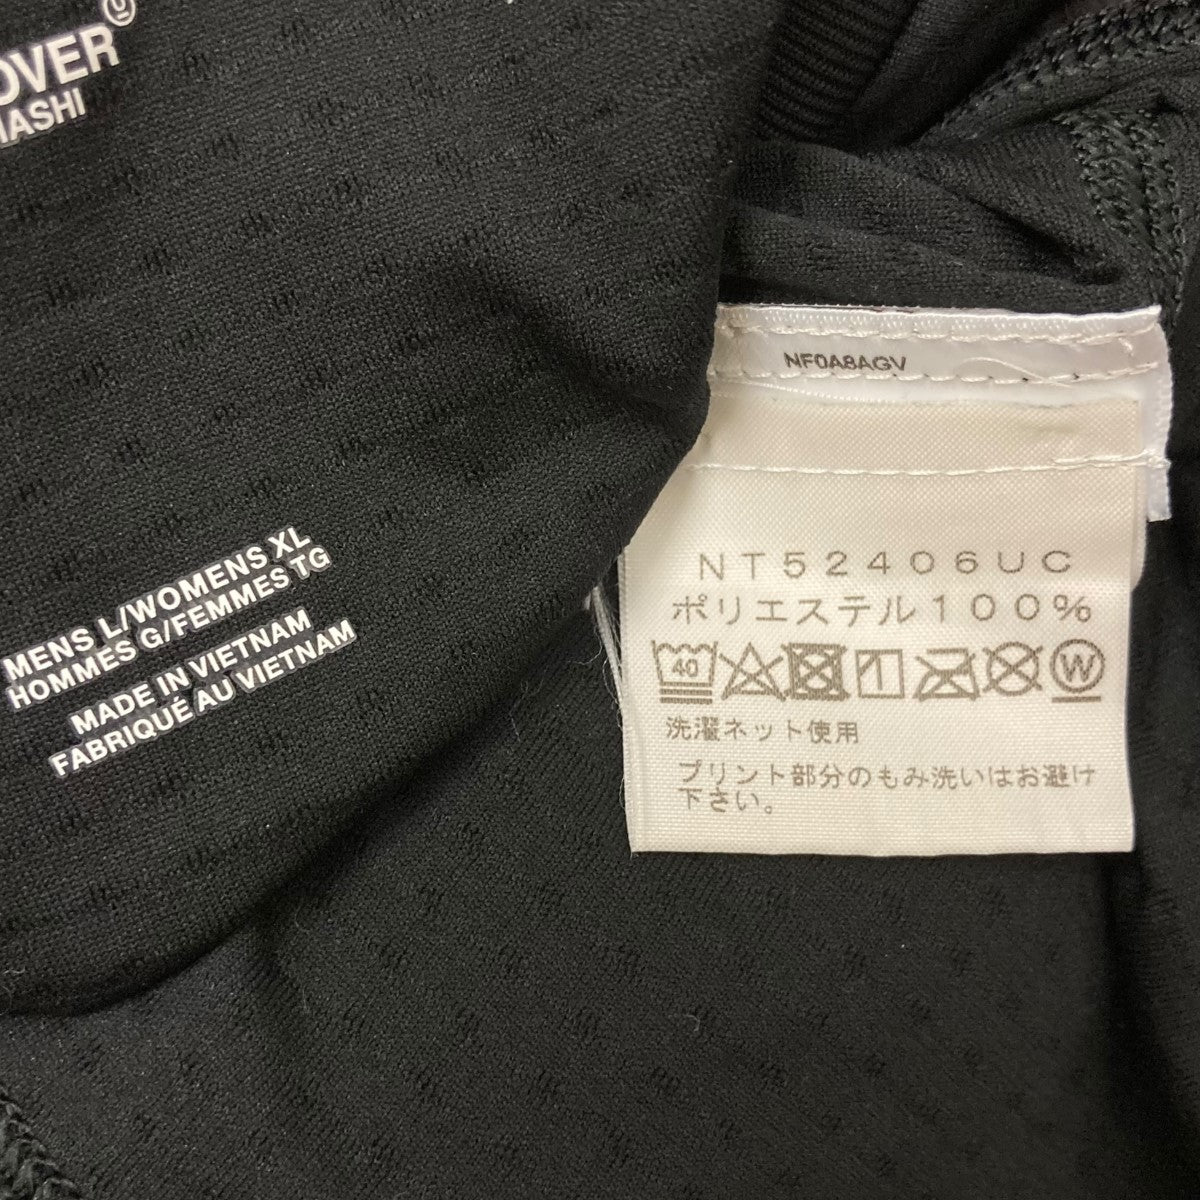 OVER
HASHI
MENS L/WOMENS XL
HOMMES G/FEMMES TG
MADE IN VIETNAM
FABRIQUÉ AU VIETNAM
NF0A8AGV
NT52406UC
ポリエステル100%
40 W
洗濯ネット使用
プリント部分のもみ洗いはお避け
下さい。